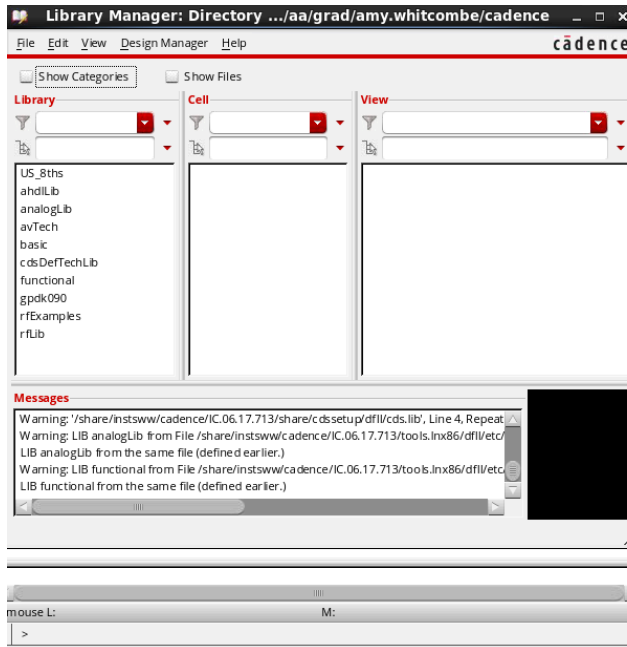 Library Manager: Directory .../aa/grad/amy.whitcombe/cadence
File Edit View Design Manager Help
cādence
Show Categories Show Files
Library Cell View
US_8ths
ahdlLib
analogLib
avTech
basic
cdsDefTechLib
functional
gpdk090
rfExamples
rfLib
Messages
Warning: '/share/instsww/cadence/IC.06.17.713/share/cdssetup/dfII/cds.lib', Line 4, Repeat
Warning: LIB analogLib from File /share/instsww/cadence/IC.06.17.713/tools.lnx86/dfII/etc/
LIB analogLib from the same file (defined earlier.)
Warning: LIB functional from File /share/instsww/cadence/IC.06.17.713/tools.lnx86/dfII/etc/
LIB functional from the same file (defined earlier.)
mouse L: M:
>